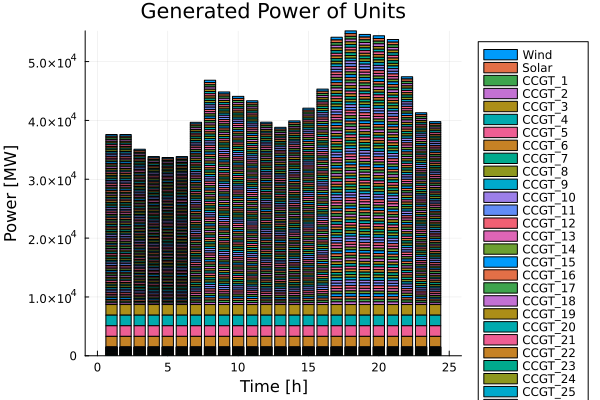 Generated Power of Units
Power [MW]
5.0×10⁴
4.0×10⁴
3.0×10⁴
2.0×10⁴
1.0×10⁴
0
0 5 10 15 20 25
Time [h]
Wind
Solar
CCGT_1
CCGT_2
CCGT_3
CCGT_4
CCGT_5
CCGT_6
CCGT_7
CCGT_8
CCGT_9
CCGT_10
CCGT_11
CCGT_12
CCGT_13
CCGT_14
CCGT_15
CCGT_16
CCGT_17
CCGT_18
CCGT_19
CCGT_20
CCGT_21
CCGT_22
CCGT_23
CCGT_24
CCGT_25